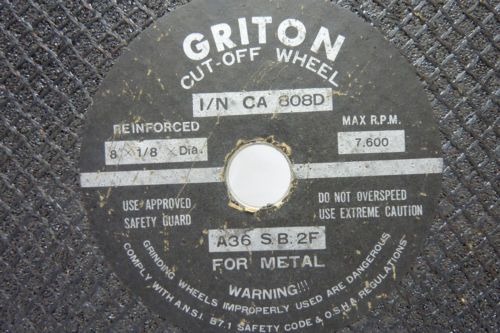 GRITON
CUT-OFF WHEEL
I/N CA 808D
REINFORCED
8" × 1/8 × Dia.
MAX R.P.M.
7,600
USE APPROVED
SAFETY GUARD
DO NOT OVERSPEED
USE EXTREME CAUTION
A36 S.B. 2F
FOR METAL
WARNING!!!
GRINDING WHEELS IMPROPERLY USED ARE DANGEROUS
COMPLY WITH A.N.S.I. B7.1 SAFETY CODE & O.S.H.A REGULATIONS